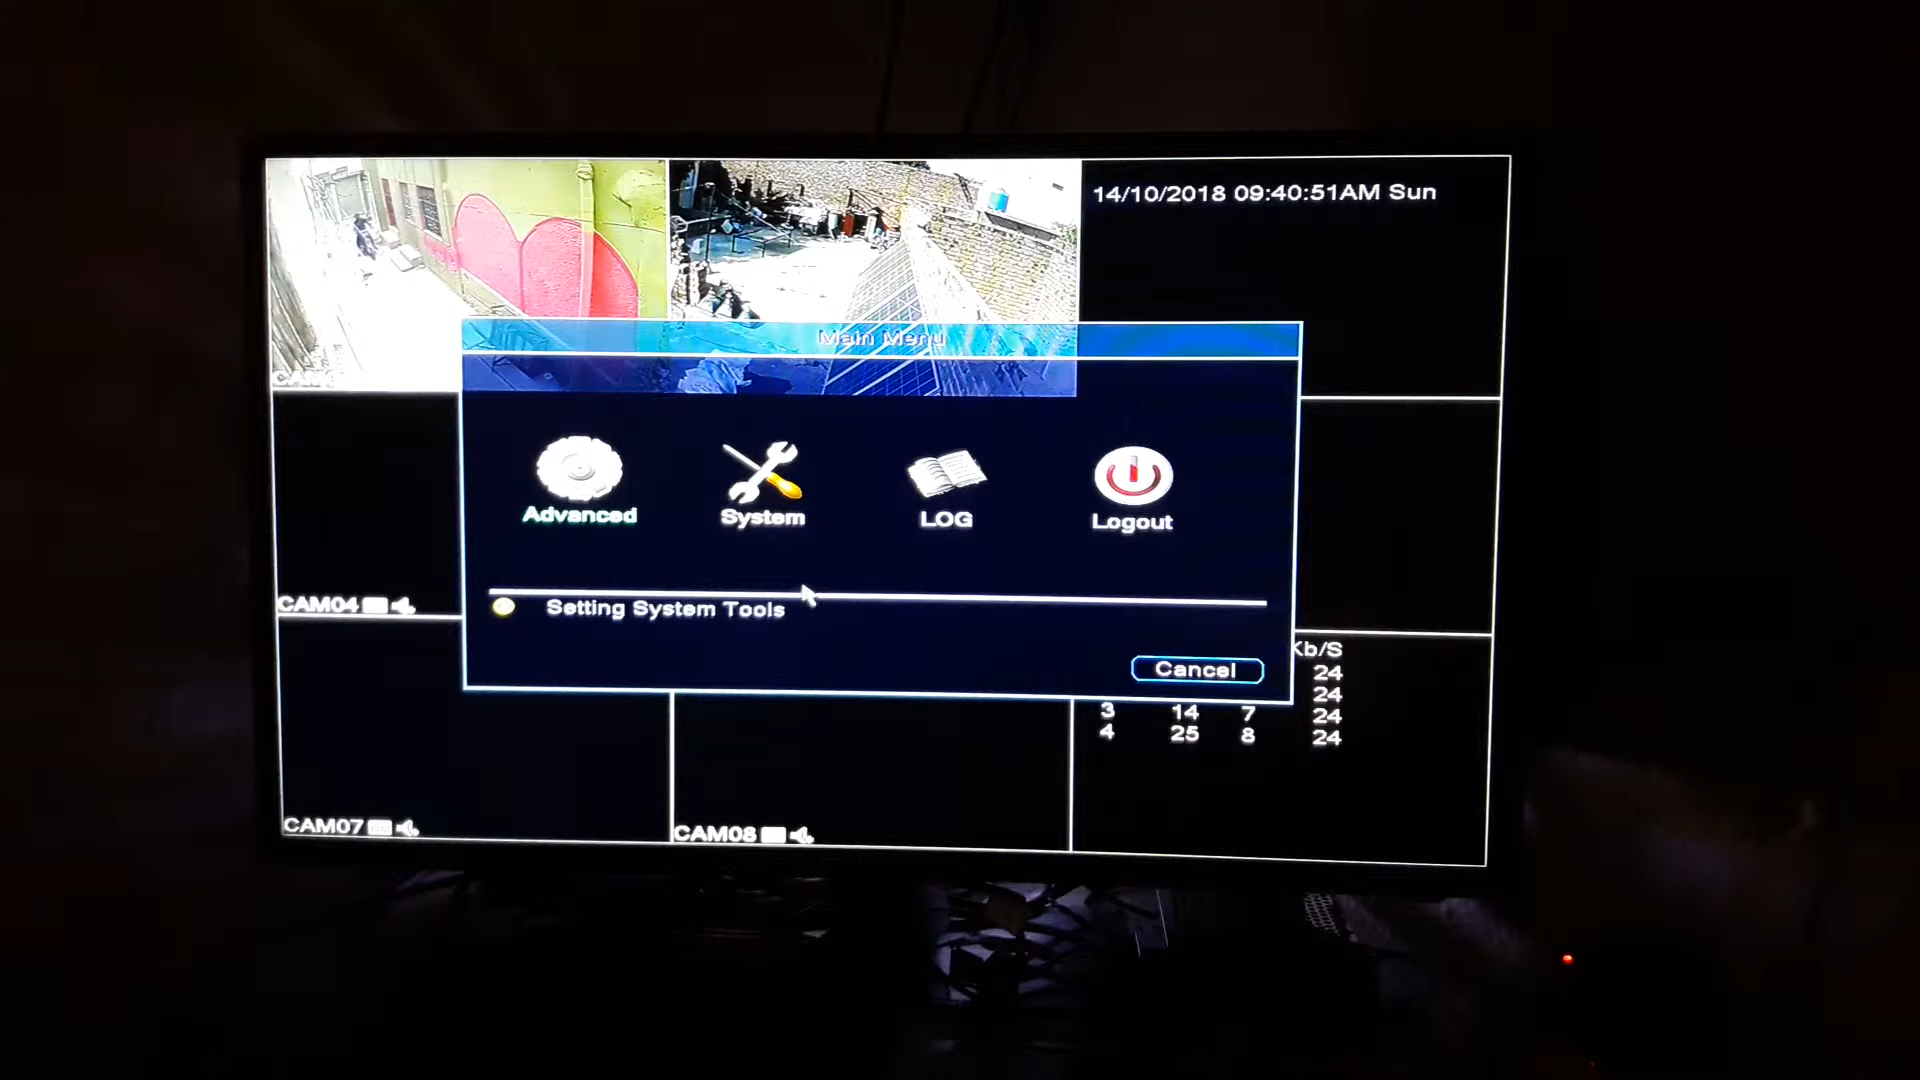 14/10/2018 09:40:51AM Sun
Main Menu
Advanced
System
LOG
Logout
CAM04
Setting System Tools
Cancel
Kb/S
24
24
3 14 7 24
4 25 8 24
CAM07
CAM08